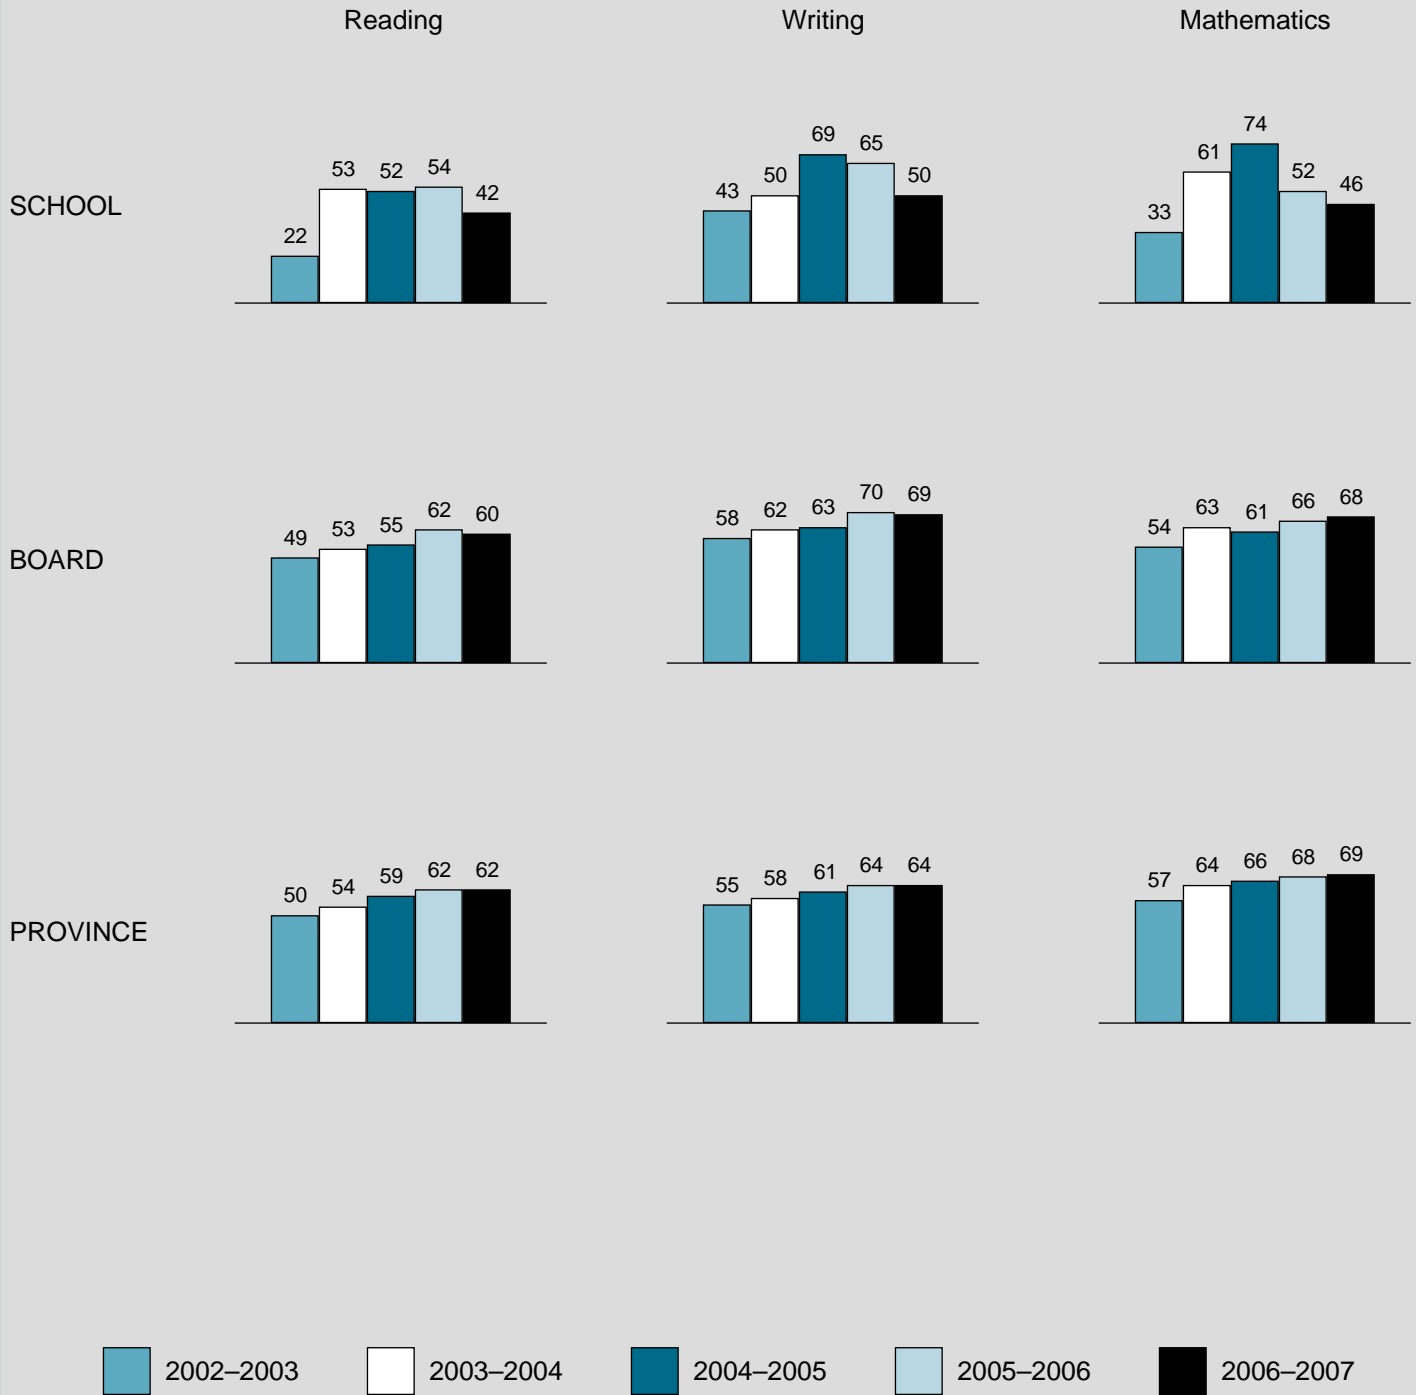 Reading Writing Mathematics
SCHOOL
22 53 52 54 42
43 50 69 65 50
33 61 74 52 46
BOARD
49 53 55 62 60
58 62 63 70 69
54 63 61 66 68
PROVINCE
50 54 59 62 62
55 58 61 64 64
57 64 66 68 69
2002–2003 2003–2004 2004–2005 2005–2006 2006–2007